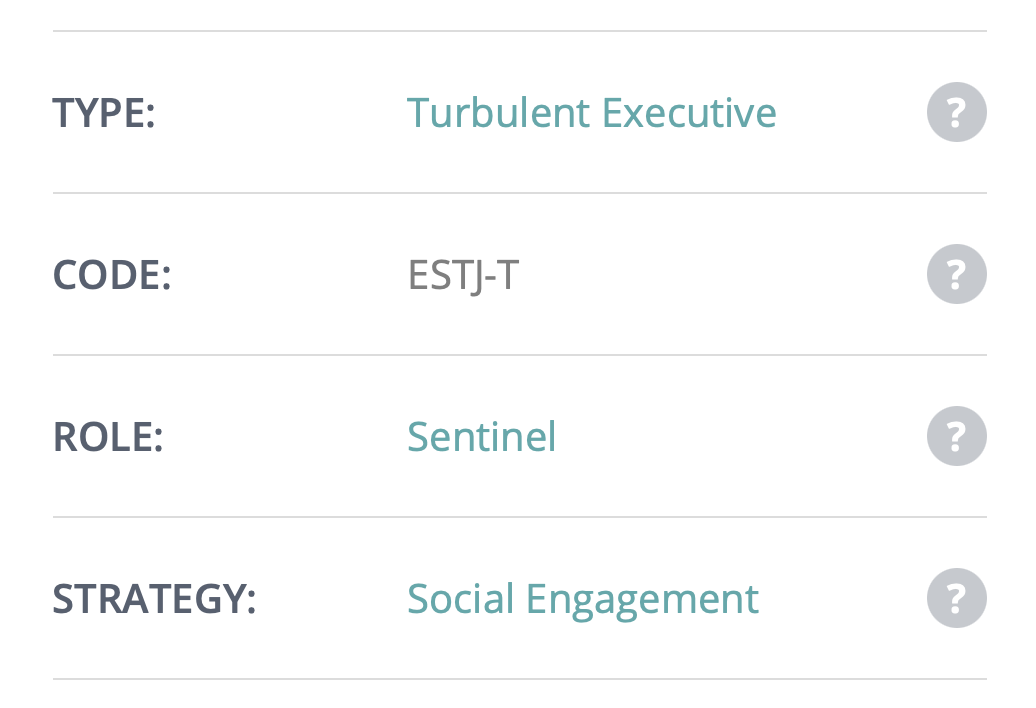 TYPE: Turbulent Executive ?
CODE: ESTJ-T ?
ROLE: Sentinel ?
STRATEGY: Social Engagement ?